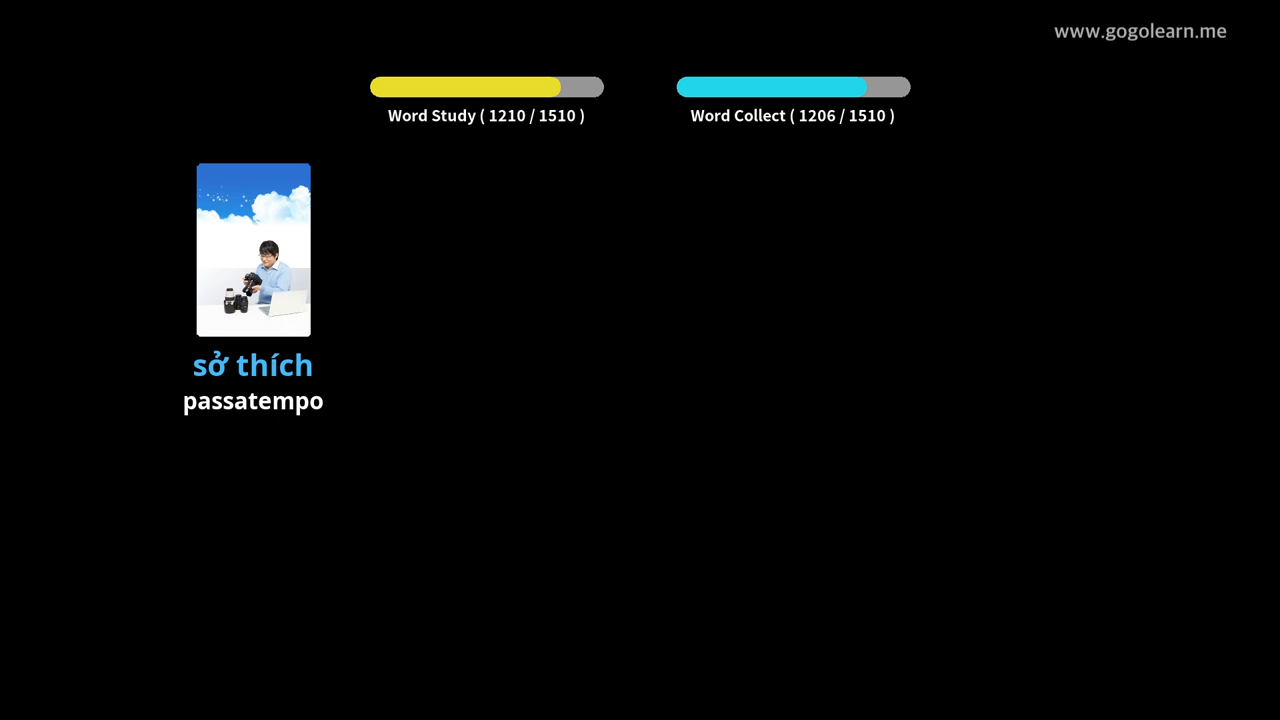 www.gogolearn.me
Word Study ( 1210 / 1510 )
Word Collect ( 1206 / 1510 )
sở thích
passatempo